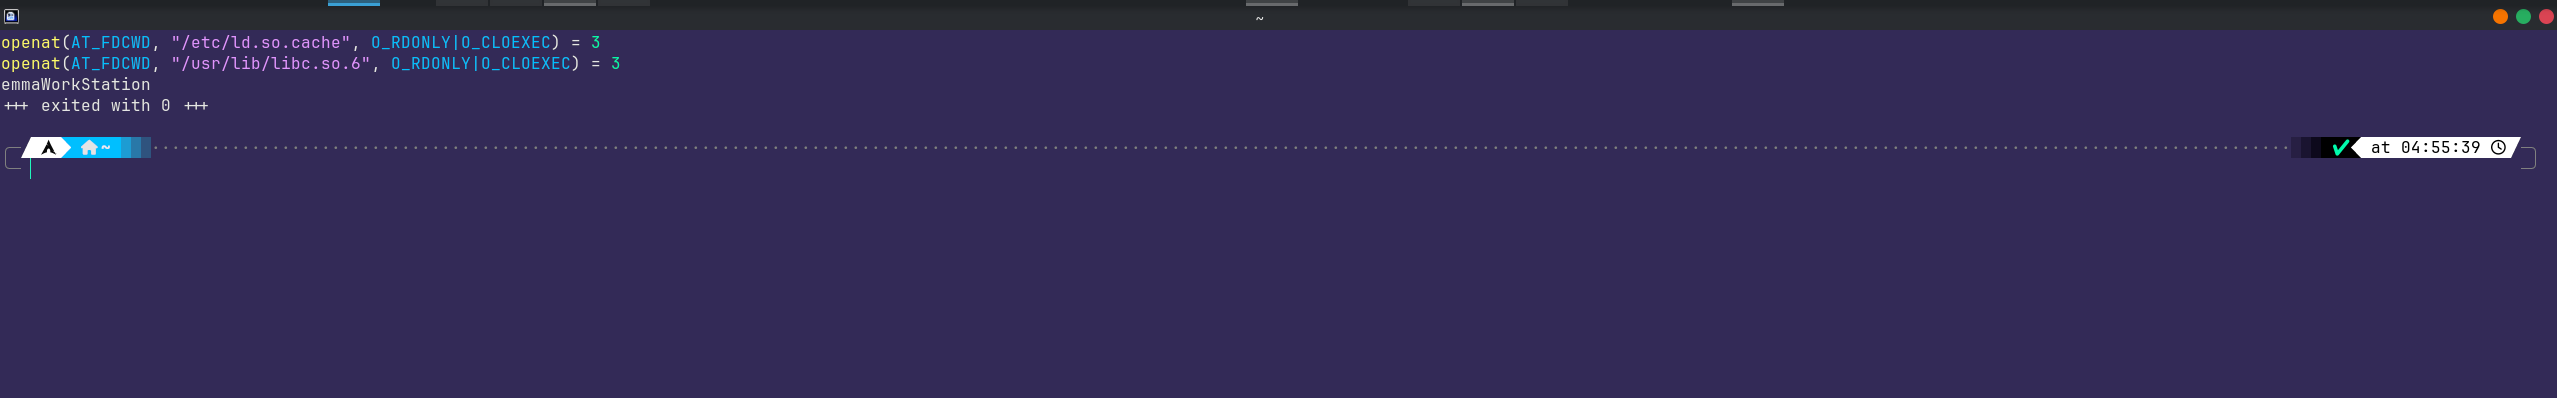 ~
openat(AT_FDCWD, "/etc/ld.so.cache", O_RDONLY|O_CLOEXEC) = 3
openat(AT_FDCWD, "/usr/lib/libc.so.6", O_RDONLY|O_CLOEXEC) = 3
emmaWorkStation
+++ exited with 0 +++
~ at 04:55:39